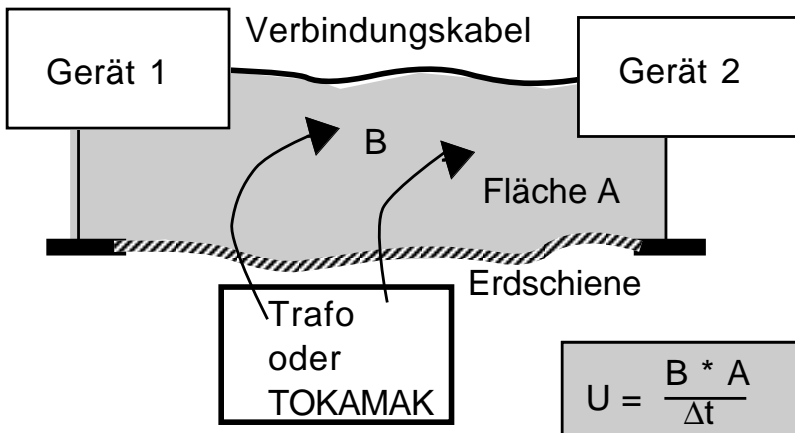 Verbindungskabel
Gerät 1
Gerät 2
B
Fläche A
Erdschiene
Trafo
oder
TOKAMAK
U = B * A
Δt